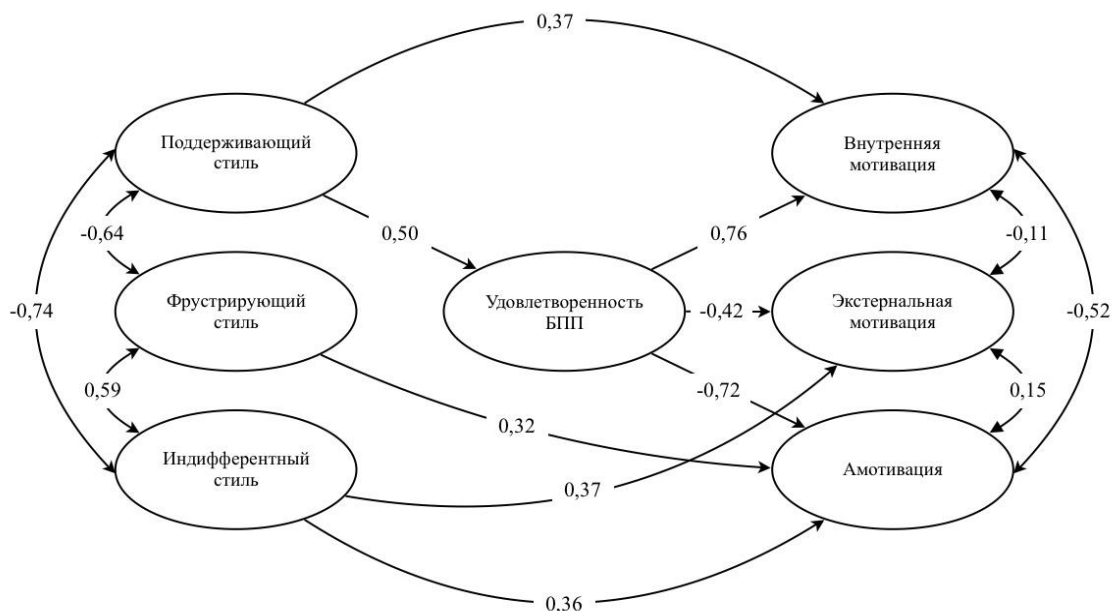 0,37
Поддерживающий
стиль
Внутренняя
мотивация
-0,64
0,50
0,76
-0,11
-0,74
Фрустрирующий
стиль
Удовлетворенность
БПП
-0,42
Экстернальная
мотивация
-0,52
0,59
-0,72
0,15
0,32
Индифферентный
стиль
0,37
Амотивация
0,36